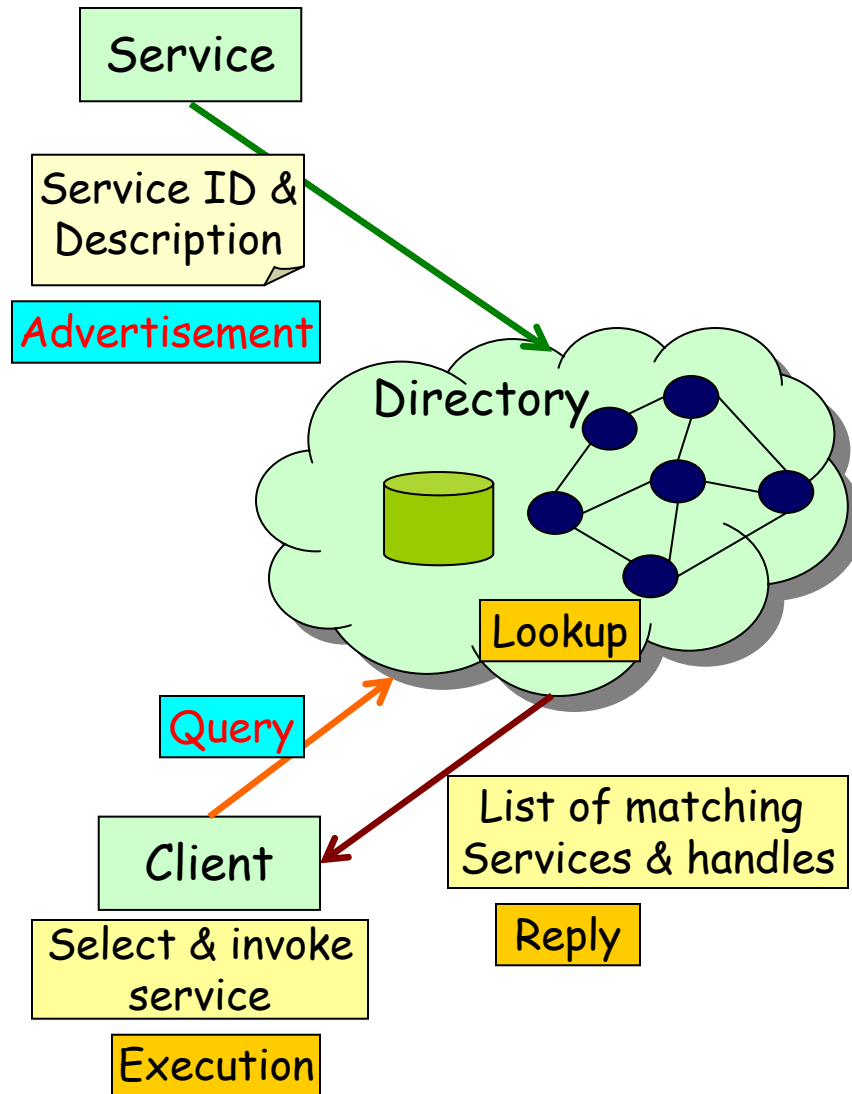 Service
Service ID &
Description
Advertisement
Directory
Lookup
Query
Client
List of matching
Services & handles
Reply
Select & invoke
service
Execution